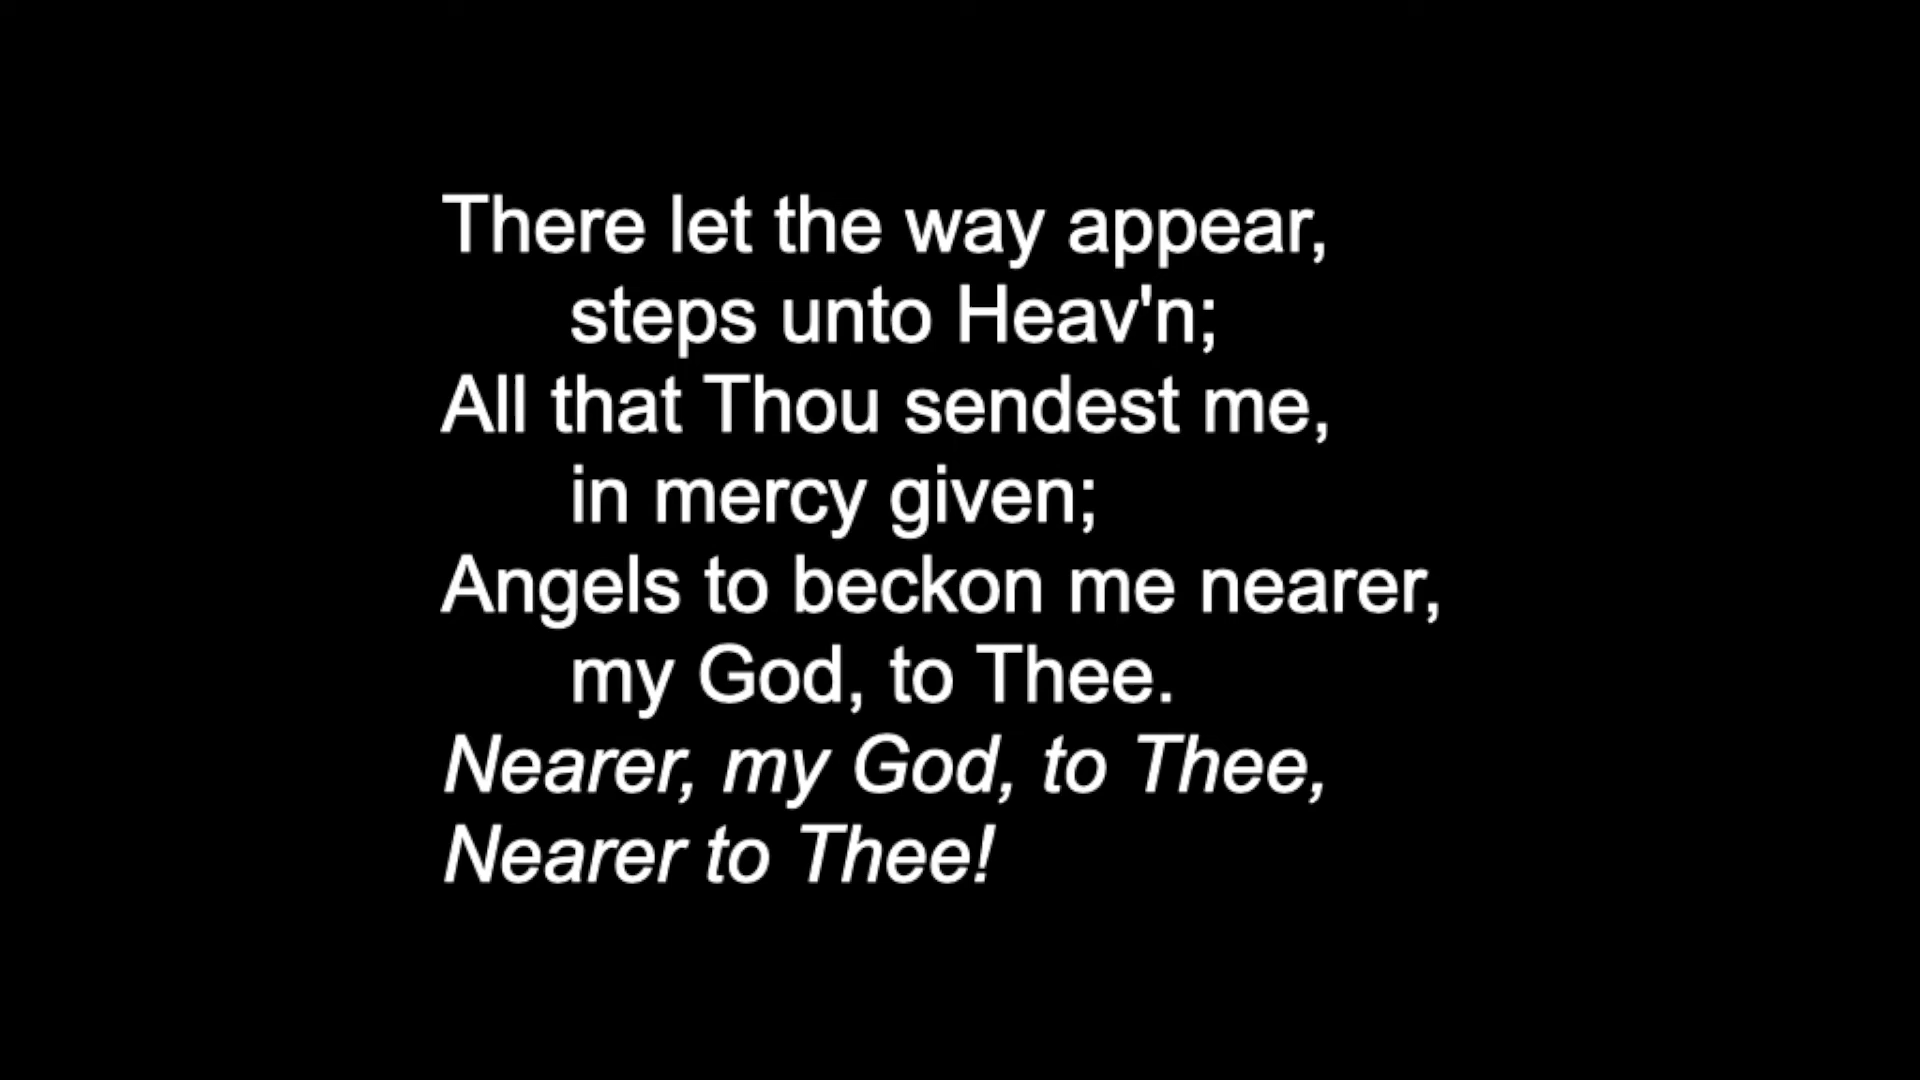 There let the way appear,
steps unto Heav'n;
All that Thou sendest me,
in mercy given;
Angels to beckon me nearer,
my God, to Thee.
Nearer, my God, to Thee,
Nearer to Thee!